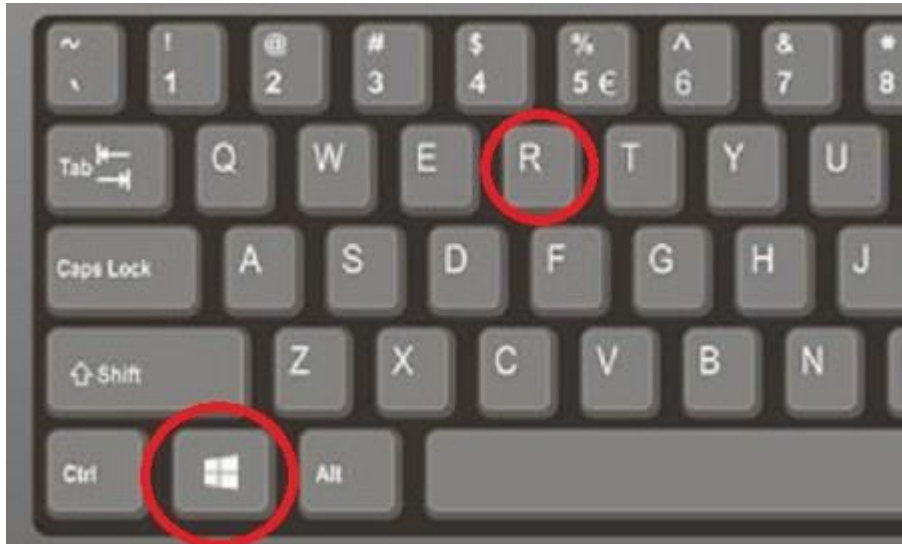 ~ ! @ # $ % ^ & *
` 1 2 3 4 5 € 6 7 8
Tab Q W E R T Y U
Caps Lock A S D F G H J
Shift Z X C V B N
Ctrl Alt